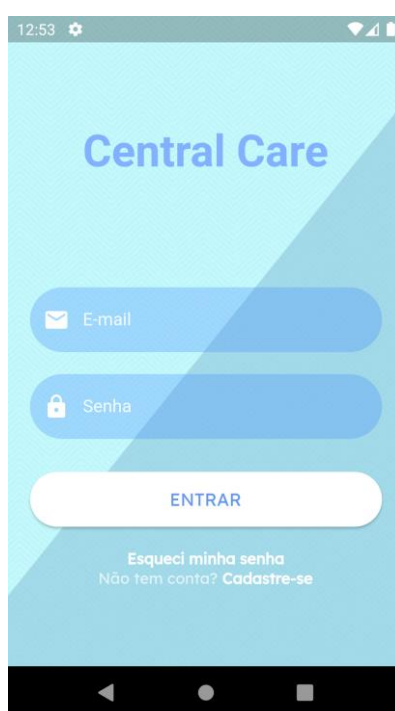 12:53
Central Care
E-mail
Senha
ENTRAR
Esqueci minha senha
Não tem conta? Cadastre-se